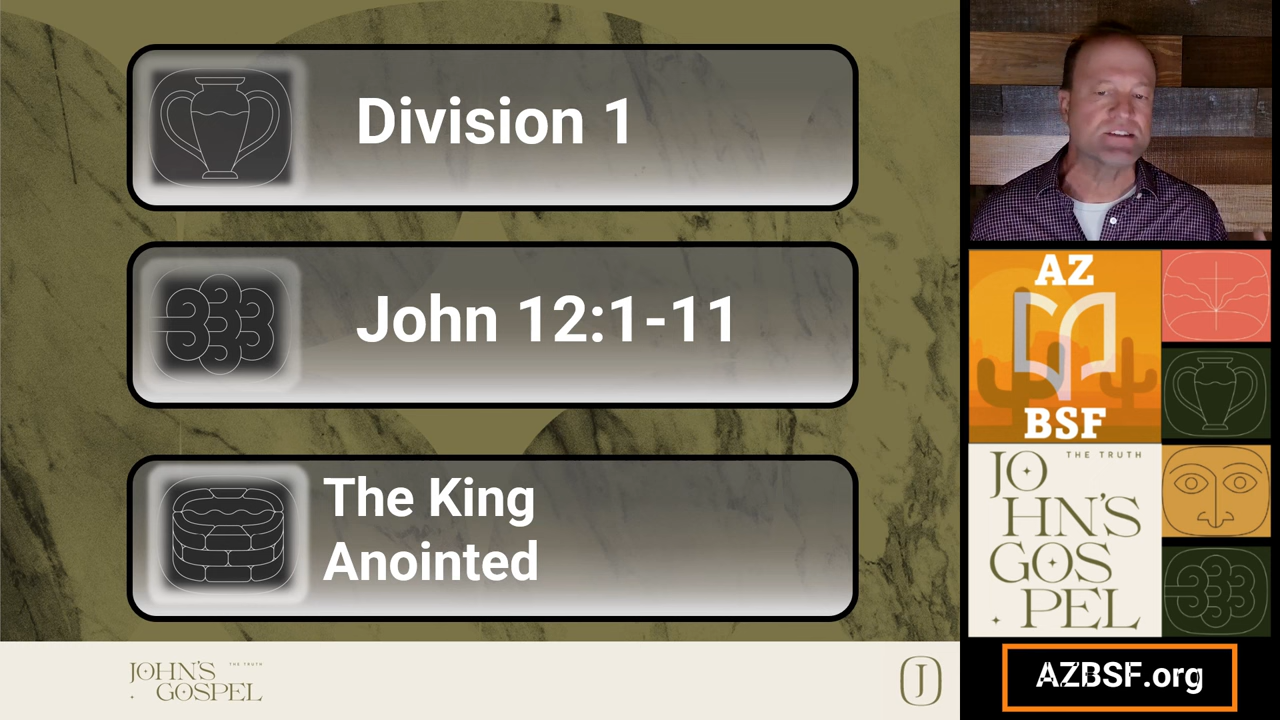 Division 1
John 12:1-11
The King
Anointed
JOHN'S
THE TRUTH
GOSPEL
J
AZ
BSF
THE TRUTH
JO
HN'S
GOS
PEL
AZBSF.org